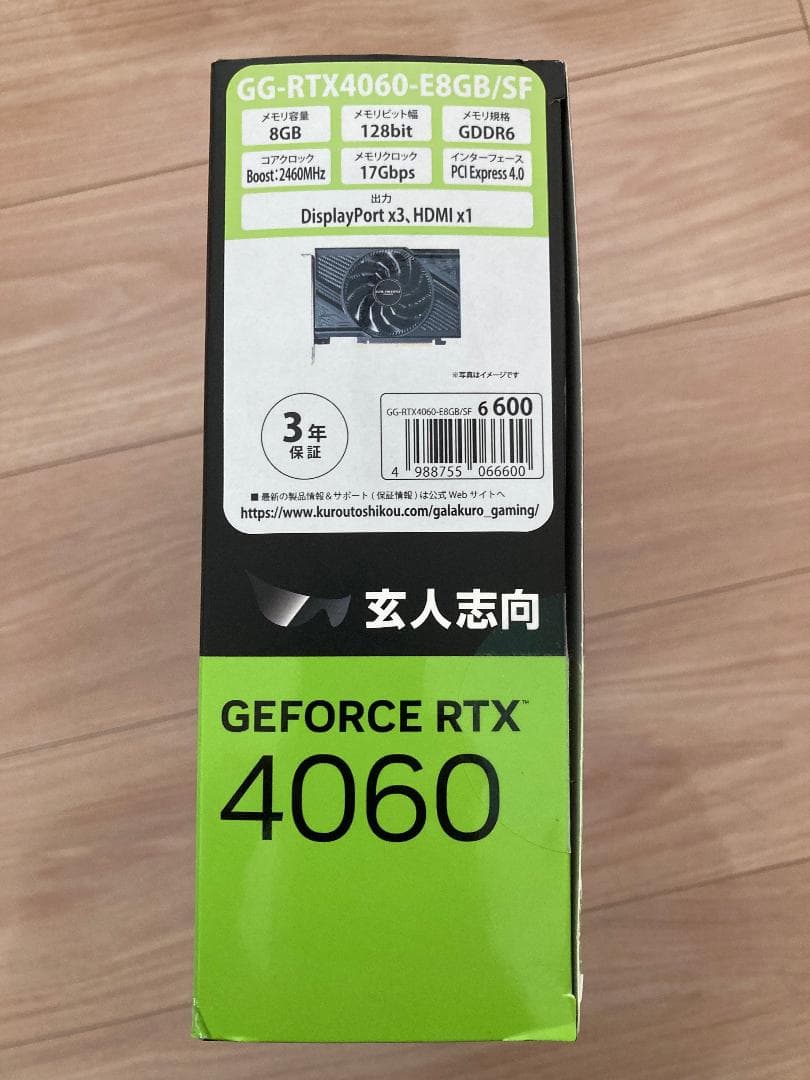 GG-RTX4060-E8GB/SF
メモリ容量
8GB
メモリビット幅
128bit
メモリ規格
GDDR6
コアクロック
Boost:2460MHz
メモリクロック
17Gbps
インターフェース
PCI Express 4.0
出力
DisplayPort x3、HDMI x1
※写真はイメージです
3年
保証
GG-RTX4060-E8GB/SF 6 600
4 988755 066600
■ 最新の製品情報&サポート(保証情報)は公式 Web サイトへ
https://www.kuroutoshikou.com/galakuro_gaming/
玄人志向
GEFORCE RTX™
4060